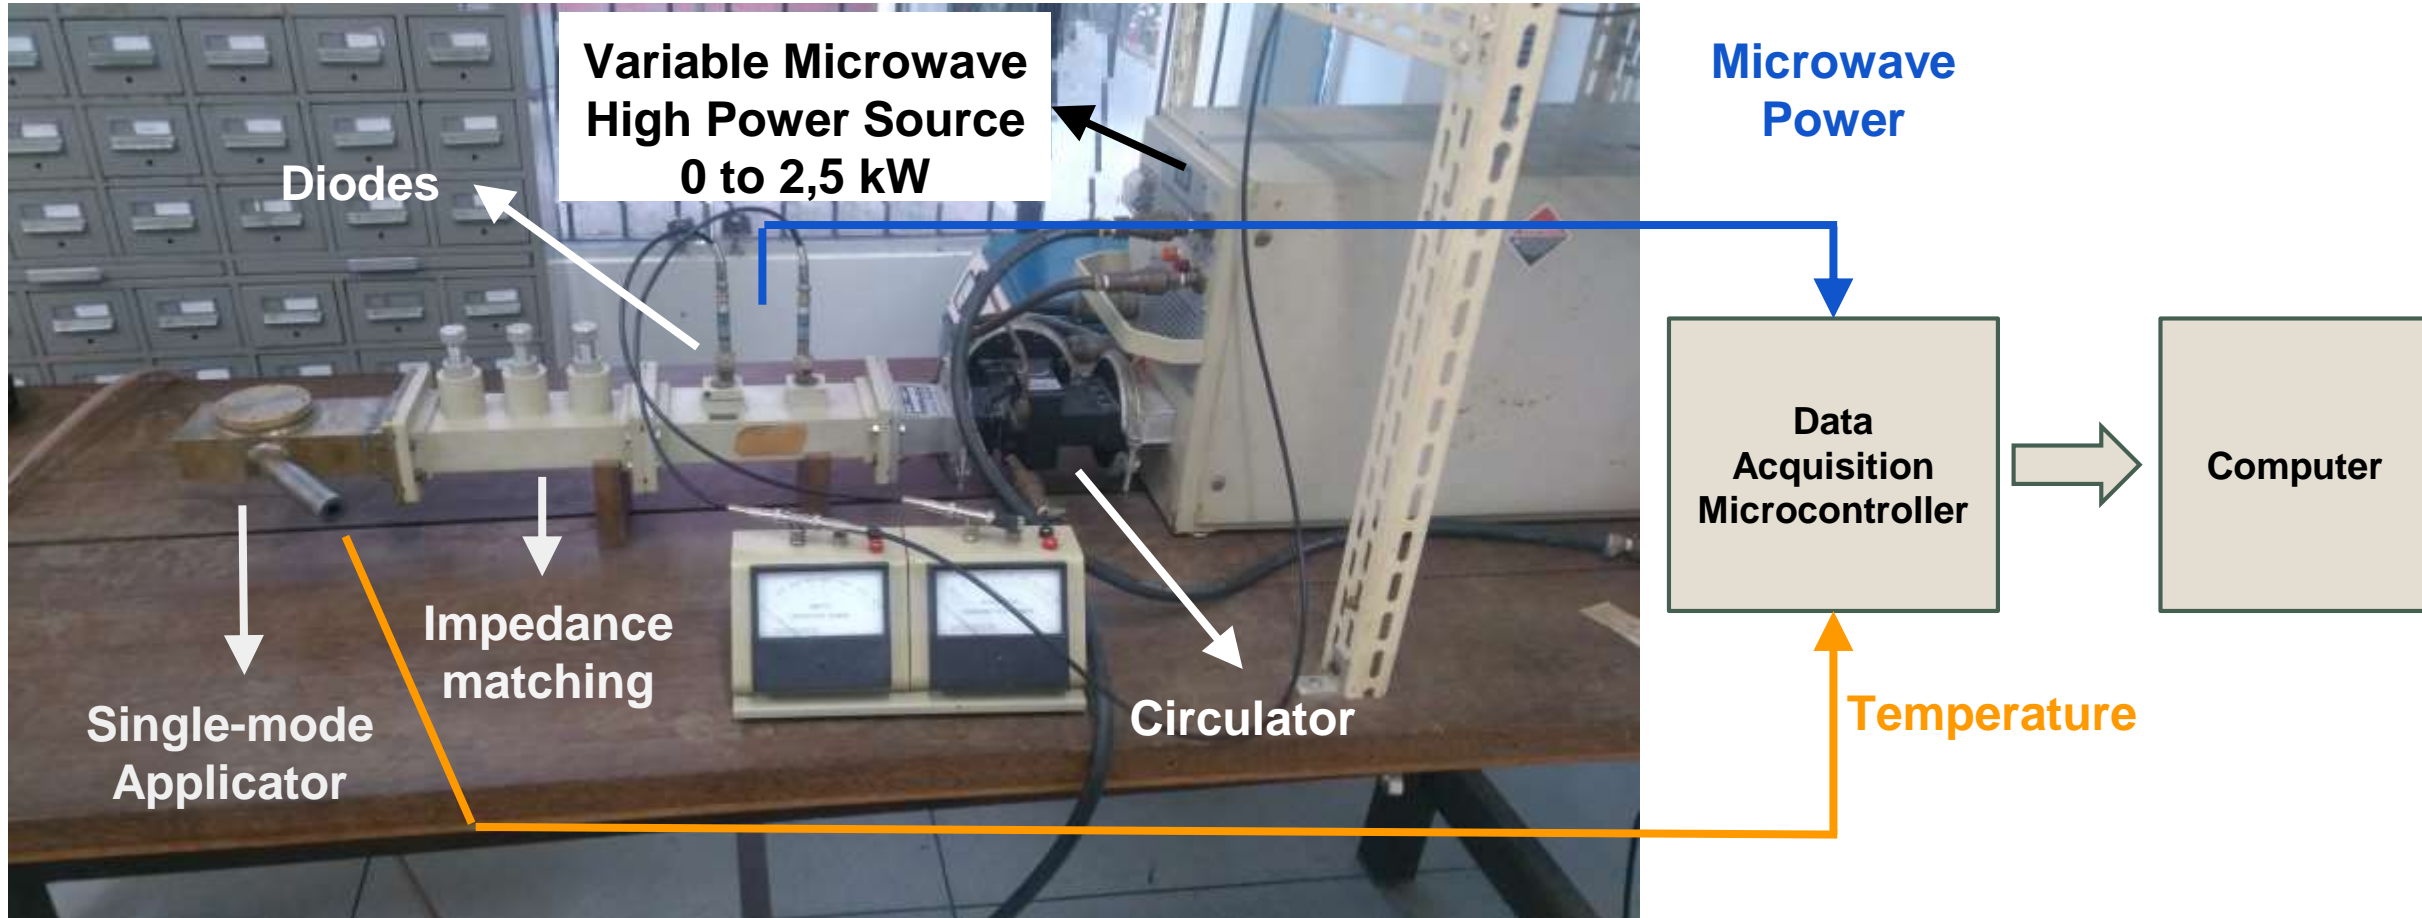 Variable Microwave
High Power Source
0 to 2,5 kW
Microwave
Power
Diodes
Data
Acquisition
Microcontroller
Computer
Impedance
matching
Single-mode
Applicator
Circulator
Temperature